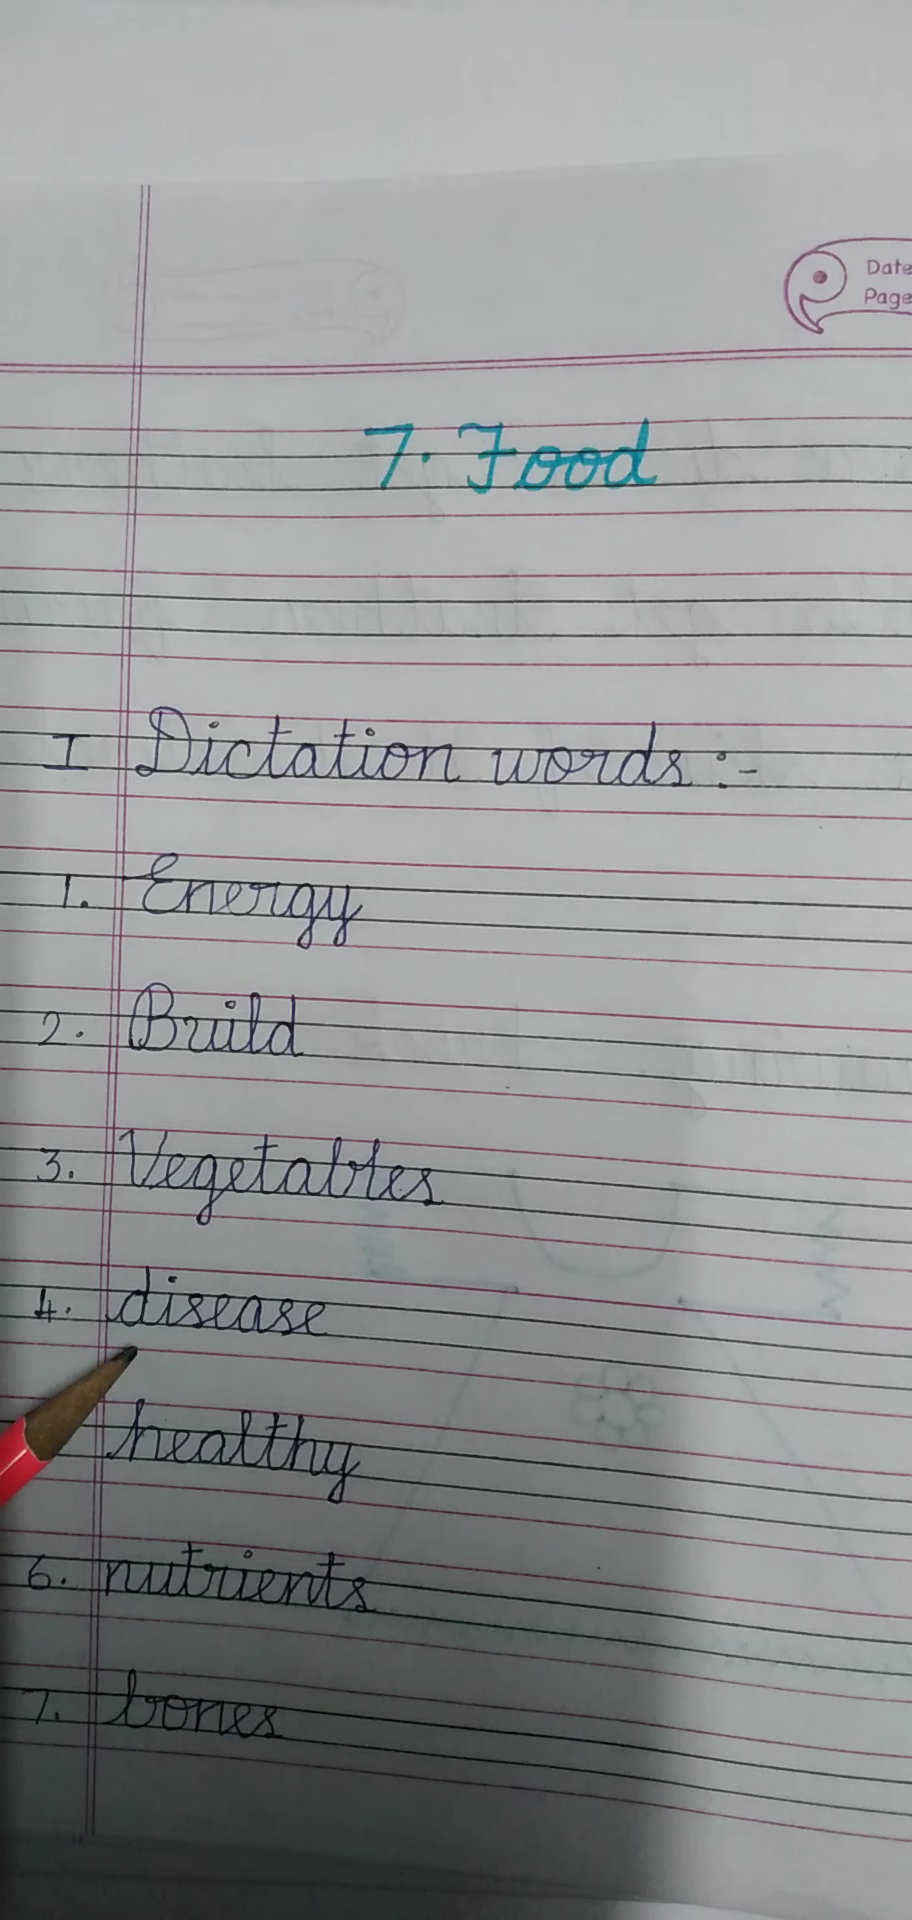 Date
Page
7. Food
I Dictation words :-
1. Energy
2. Build
3. Vegetables
4. disease
healthy
6. nutrients
7. bones